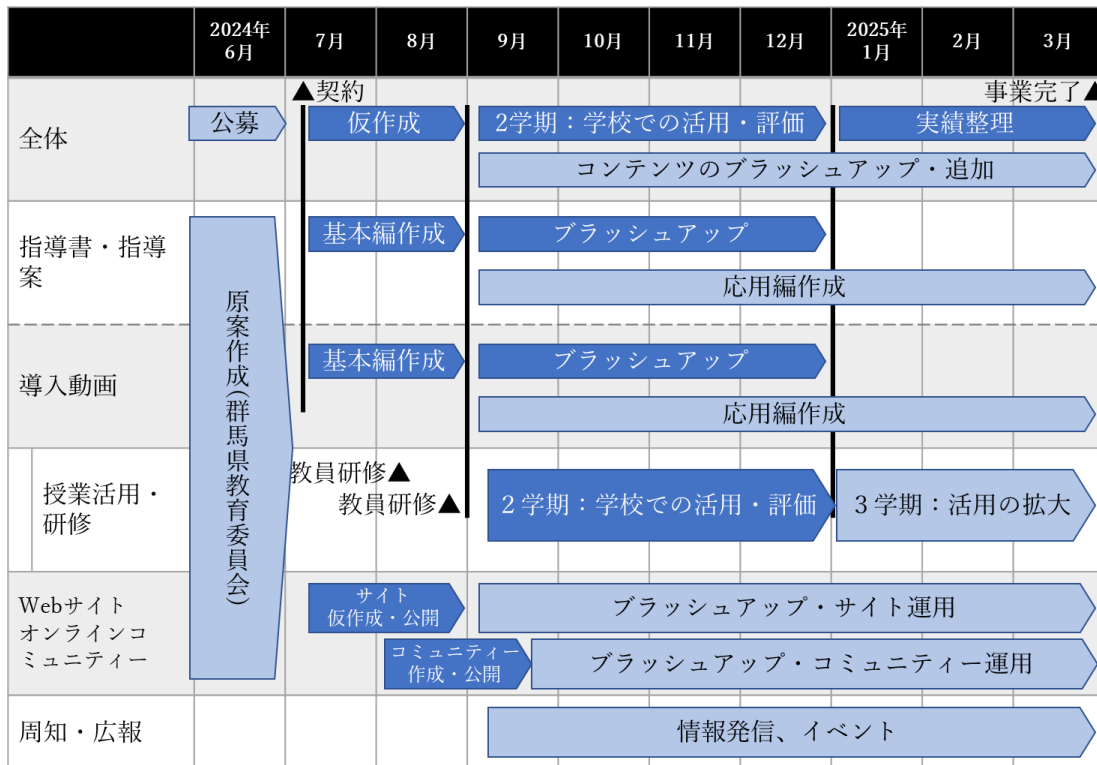 2024年
6月
7月
8月
9月
10月
11月
12月
2025年
1月
2月
3月
▲契約
事業完了▲
全体
公募
仮作成
2学期：学校での活用・評価
実績整理
コンテンツのブラッシュアップ・追加
指導書・指導
案
基本編作成
ブラッシュアップ
応用編作成
原案作成(群馬県教育委員会)
導入動画
基本編作成
ブラッシュアップ
応用編作成
授業活用・
研修
教員研修▲
教員研修▲
２学期：学校での活用・評価
３学期：活用の拡大
Webサイト
オンラインコ
ミュニティー
サイト
仮作成・公開
ブラッシュアップ・サイト運用
コミュニティー
作成・公開
ブラッシュアップ・コミュニティー運用
周知・広報
情報発信、イベント